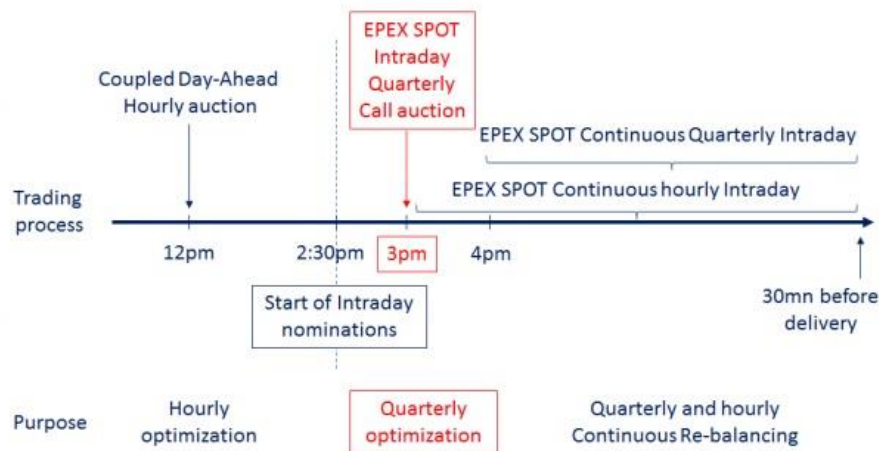 EPEX SPOT
Intraday
Quarterly
Call auction
Coupled Day-Ahead
Hourly auction
EPEX SPOT Continuous Quarterly Intraday
EPEX SPOT Continuous hourly Intraday
Trading
process
12pm
2:30pm
3pm
4pm
Start of Intraday
nominations
30mn before
delivery
Purpose
Hourly
optimization
Quarterly
optimization
Quarterly and hourly
Continuous Re-balancing